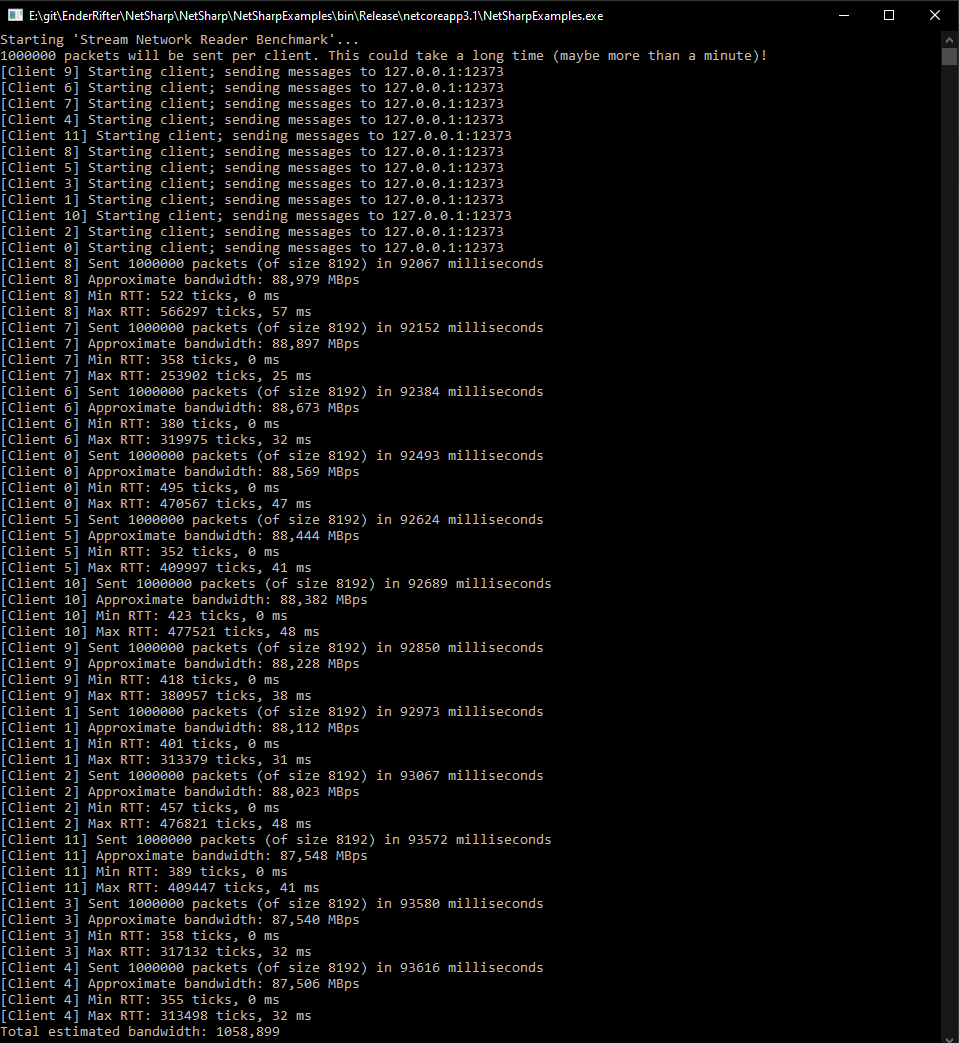 E:\git\EnderRifter\NetSharp\NetSharp\NetSharpExamples\bin\Release\netcoreapp3.1\NetSharpExamples.exe
Starting 'Stream Network Reader Benchmark'...
1000000 packets will be sent per client. This could take a long time (maybe more than a minute)!
[Client 9] Starting client; sending messages to 127.0.0.1:12373
[Client 6] Starting client; sending messages to 127.0.0.1:12373
[Client 7] Starting client; sending messages to 127.0.0.1:12373
[Client 4] Starting client; sending messages to 127.0.0.1:12373
[Client 11] Starting client; sending messages to 127.0.0.1:12373
[Client 8] Starting client; sending messages to 127.0.0.1:12373
[Client 5] Starting client; sending messages to 127.0.0.1:12373
[Client 3] Starting client; sending messages to 127.0.0.1:12373
[Client 1] Starting client; sending messages to 127.0.0.1:12373
[Client 10] Starting client; sending messages to 127.0.0.1:12373
[Client 2] Starting client; sending messages to 127.0.0.1:12373
[Client 0] Starting client; sending messages to 127.0.0.1:12373
[Client 8] Sent 1000000 packets (of size 8192) in 92067 milliseconds
[Client 8] Approximate bandwidth: 88,979 MBps
[Client 8] Min RTT: 522 ticks, 0 ms
[Client 8] Max RTT: 566297 ticks, 57 ms
[Client 7] Sent 1000000 packets (of size 8192) in 92152 milliseconds
[Client 7] Approximate bandwidth: 88,897 MBps
[Client 7] Min RTT: 358 ticks, 0 ms
[Client 7] Max RTT: 253902 ticks, 25 ms
[Client 6] Sent 1000000 packets (of size 8192) in 92384 milliseconds
[Client 6] Approximate bandwidth: 88,673 MBps
[Client 6] Min RTT: 380 ticks, 0 ms
[Client 6] Max RTT: 319975 ticks, 32 ms
[Client 0] Sent 1000000 packets (of size 8192) in 92493 milliseconds
[Client 0] Approximate bandwidth: 88,569 MBps
[Client 0] Min RTT: 495 ticks, 0 ms
[Client 0] Max RTT: 470567 ticks, 47 ms
[Client 5] Sent 1000000 packets (of size 8192) in 92624 milliseconds
[Client 5] Approximate bandwidth: 88,444 MBps
[Client 5] Min RTT: 352 ticks, 0 ms
[Client 5] Max RTT: 409997 ticks, 41 ms
[Client 10] Sent 1000000 packets (of size 8192) in 92689 milliseconds
[Client 10] Approximate bandwidth: 88,382 MBps
[Client 10] Min RTT: 423 ticks, 0 ms
[Client 10] Max RTT: 477521 ticks, 48 ms
[Client 9] Sent 1000000 packets (of size 8192) in 92850 milliseconds
[Client 9] Approximate bandwidth: 88,228 MBps
[Client 9] Min RTT: 418 ticks, 0 ms
[Client 9] Max RTT: 380957 ticks, 38 ms
[Client 1] Sent 1000000 packets (of size 8192) in 92973 milliseconds
[Client 1] Approximate bandwidth: 88,112 MBps
[Client 1] Min RTT: 401 ticks, 0 ms
[Client 1] Max RTT: 313379 ticks, 31 ms
[Client 2] Sent 1000000 packets (of size 8192) in 93067 milliseconds
[Client 2] Approximate bandwidth: 88,023 MBps
[Client 2] Min RTT: 457 ticks, 0 ms
[Client 2] Max RTT: 476821 ticks, 48 ms
[Client 11] Sent 1000000 packets (of size 8192) in 93572 milliseconds
[Client 11] Approximate bandwidth: 87,548 MBps
[Client 11] Min RTT: 389 ticks, 0 ms
[Client 11] Max RTT: 409447 ticks, 41 ms
[Client 3] Sent 1000000 packets (of size 8192) in 93580 milliseconds
[Client 3] Approximate bandwidth: 87,540 MBps
[Client 3] Min RTT: 358 ticks, 0 ms
[Client 3] Max RTT: 317132 ticks, 32 ms
[Client 4] Sent 1000000 packets (of size 8192) in 93616 milliseconds
[Client 4] Approximate bandwidth: 87,506 MBps
[Client 4] Min RTT: 355 ticks, 0 ms
[Client 4] Max RTT: 313498 ticks, 32 ms
Total estimated bandwidth: 1058,899